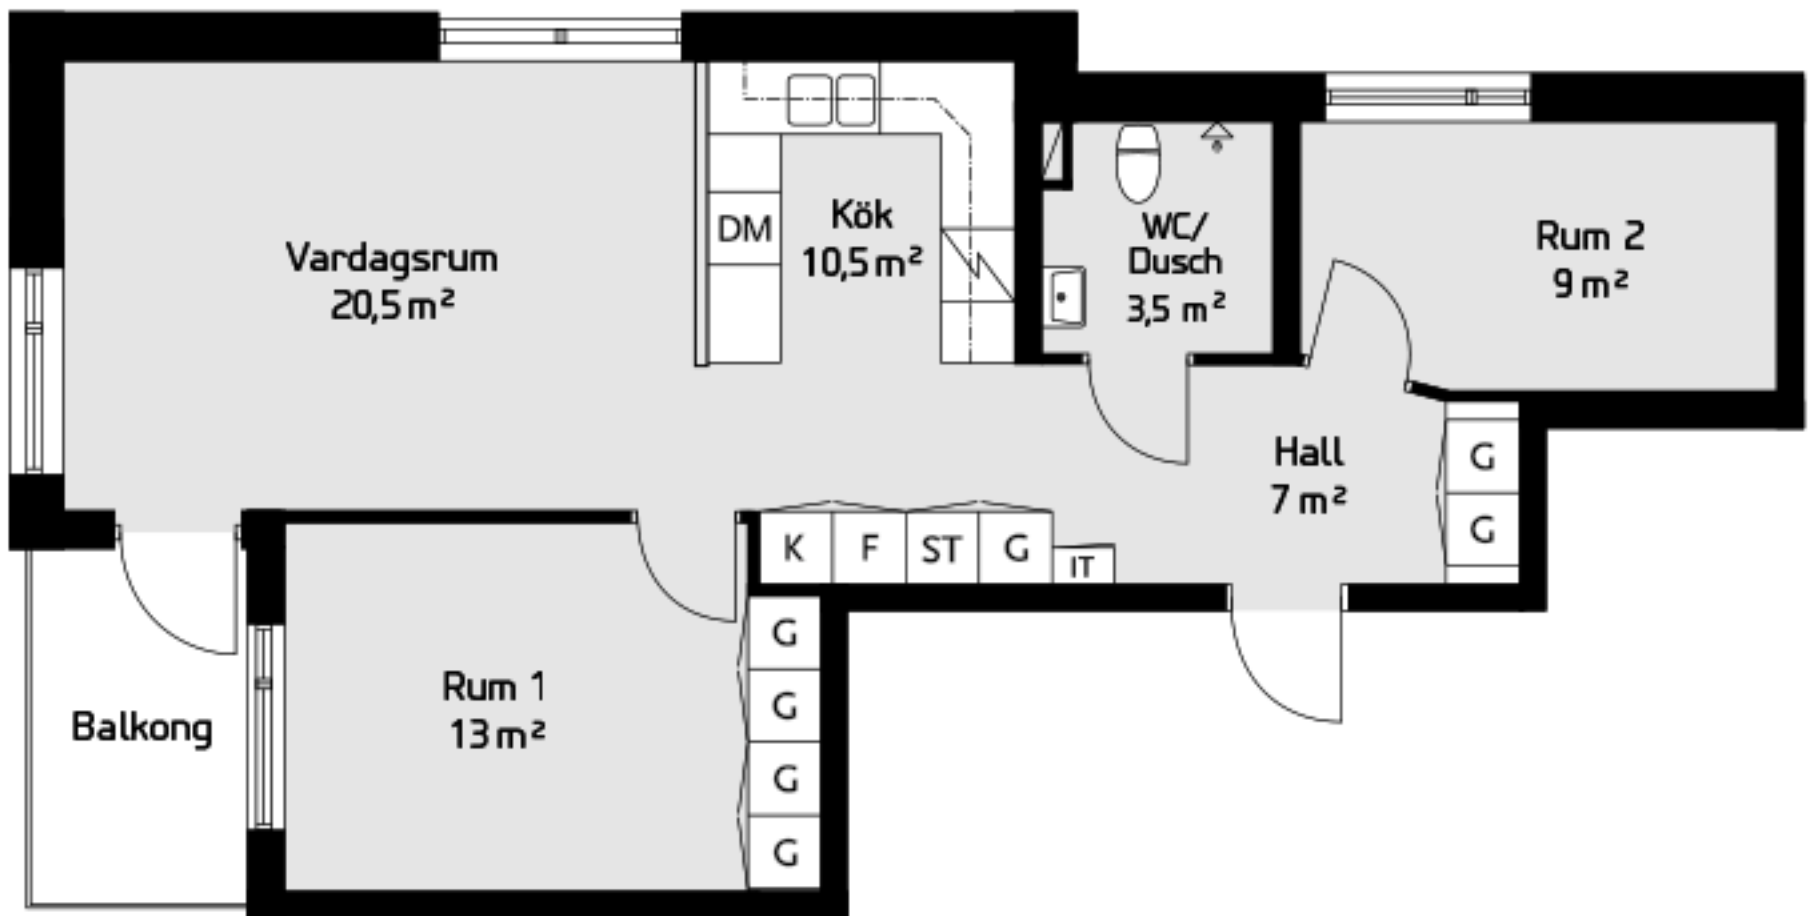 Vardagsrum
20,5 m²
DM
Kök
10,5 m²
WC/
Dusch
3,5 m²
Rum 2
9 m²
Hall
7 m²
G
G
K
F
ST
G
IT
Rum 1
13 m²
G
G
G
G
Balkong